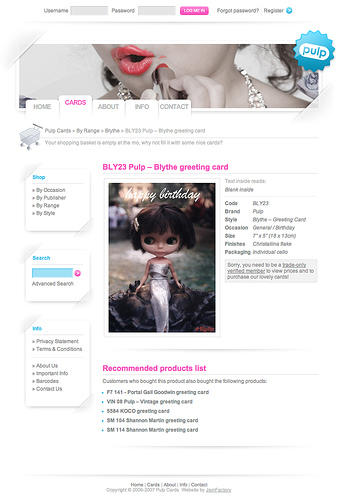 Username Password LOG ME IN Forgot password? Register
pulp
HOME CARDS ABOUT INFO CONTACT
Pulp Cards » By Range » Blythe » BLY23 Pulp – Blythe greeting card
Your shopping basket is empty at the mo, why not fill it with some nice cards?
Shop
» By Occasion
» By Publisher
» By Range
» By Style
Search
Advanced Search
Info
» Privacy Statement
» Terms & Conditions
» About Us
» Important Info
» Barcodes
» Contact Us
BLY23 Pulp – Blythe greeting card
happy birthday
Text inside reads:
Blank inside
Code BLY23
Brand Pulp
Style Blythe – Greeting Card
Occasion General / Birthday
Size 7" x 5" (18 x 13cm)
Finishes Christallina flake
Packaging Individual cello
Sorry, you need to be a trade-only
verified member to view prices and to
purchase our lovely cards!
Recommended products list
Customers who bought this product also bought the following products:
F7 141 - Portal Gail Goodwin greeting card
VIN 08 Pulp – Vintage greeting card
5584 KOCO greeting card
SM 104 Shannon Martin greeting card
SM 114 Shannon Martin greeting card
Home | Cards | About | Info | Contact
Copyright © 2006-2007 Pulp Cards. Website by JamFactory